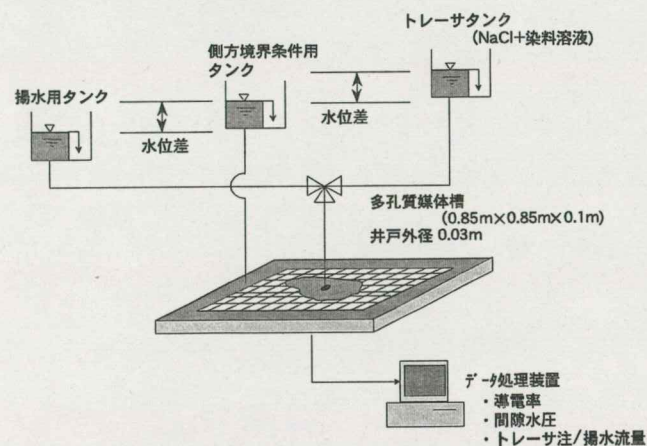 トレーサタンク
(NaCl+染料溶液)
側方境界条件用
タンク
揚水用タンク
水位差
水位差
多孔質媒体槽
(0.85m×0.85m×0.1m)
井戸外径 0.03m
データ処理装置
・導電率
・間隙水圧
・トレーサ注/揚水流量